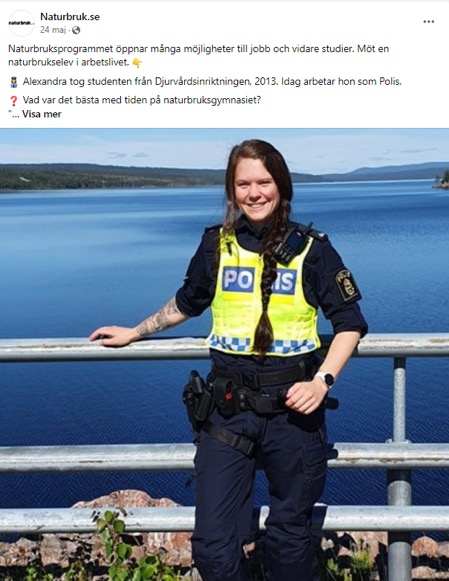 Naturbruk.se
Naturbruk.se
24 maj ·
Naturbruksprogrammet öppnar många möjligheter till jobb och vidare studier. Möt en
naturbrukselev i arbetslivet. 👇
👮‍♀️ Alexandra tog studenten från Djurvårdsinriktningen, 2013. Idag arbetar hon som Polis.
❓ Vad var det bästa med tiden på naturbruksgymnasiet?
"... Visa mer
POLIS